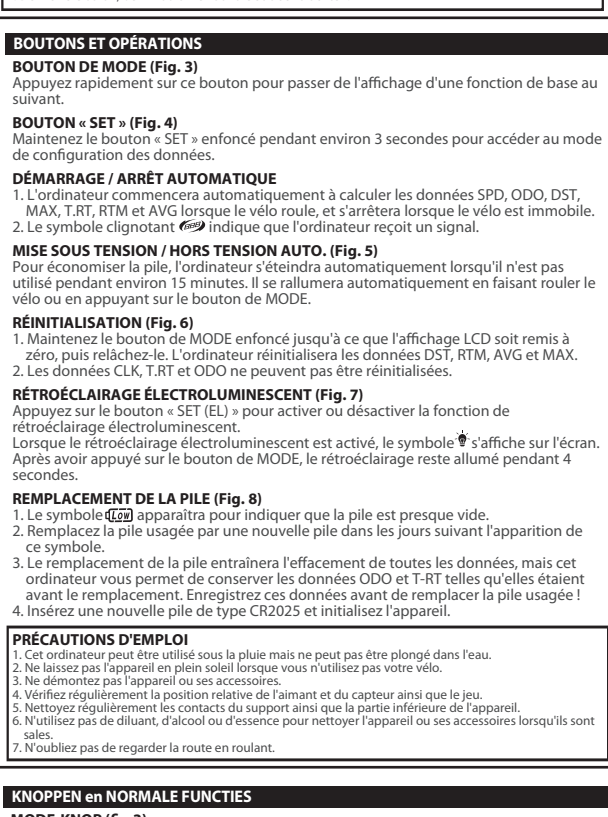 BOUTONS ET OPÉRATIONS
BOUTON DE MODE (Fig. 3)
Appuyez rapidement sur ce bouton pour passer de l'affichage d'une fonction de base au
suivant.
BOUTON « SET » (Fig. 4)
Maintenez le bouton « SET » enfoncé pendant environ 3 secondes pour accéder au mode
de configuration des données.
DÉMARRAGE / ARRÊT AUTOMATIQUE
1. L'ordinateur commencera automatiquement à calculer les données SPD, ODO, DST,
MAX, T.RT, RTM et AVG lorsque le vélo roule, et s'arrêtera lorsque le vélo est immobile.
2. Le symbole clignotant indique que l'ordinateur reçoit un signal.
MISE SOUS TENSION / HORS TENSION AUTO. (Fig. 5)
Pour économiser la pile, l'ordinateur s'éteindra automatiquement lorsqu'il n'est pas
utilisé pendant environ 15 minutes. Il se rallumera automatiquement en faisant rouler le
vélo ou en appuyant sur le bouton de MODE.
RÉINITIALISATION (Fig. 6)
1. Maintenez le bouton de MODE enfoncé jusqu'à ce que l'affichage LCD soit remis à
zéro, puis relâchez-le. L'ordinateur réinitialisera les données DST, RTM, AVG et MAX.
2. Les données CLK, T.RT et ODO ne peuvent pas être réinitialisées.
RÉTROÉCLAIRAGE ÉLECTROLUMINESCENT (Fig. 7)
Appuyez sur le bouton « SET (EL) » pour activer ou désactiver la fonction de
rétroéclairage électroluminescent.
Lorsque le rétroéclairage électroluminescent est activé, le symbole s'affiche sur l'écran.
Après avoir appuyé sur le bouton de MODE, le rétroéclairage reste allumé pendant 4
secondes.
REMPLACEMENT DE LA PILE (Fig. 8)
1. Le symbole Low apparaîtra pour indiquer que la pile est presque vide.
2. Remplacez la pile usagée par une nouvelle pile dans les jours suivant l'apparition de
ce symbole.
3. Le remplacement de la pile entraînera l'effacement de toutes les données, mais cet
ordinateur vous permet de conserver les données ODO et T-RT telles qu'elles étaient
avant le remplacement. Enregistrez ces données avant de remplacer la pile usagée !
4. Insérez une nouvelle pile de type CR2025 et initialisez l'appareil.
PRÉCAUTIONS D'EMPLOI
1. Cet ordinateur peut être utilisé sous la pluie mais ne peut pas être plongé dans l'eau.
2. Ne laissez pas l'appareil en plein soleil lorsque vous n'utilisez pas votre vélo.
3. Ne démontez pas l'appareil ou ses accessoires.
4. Vérifiez régulièrement la position relative de l'aimant et du capteur ainsi que le jeu.
5. Nettoyez régulièrement les contacts du support ainsi que la partie inférieure de l'appareil.
6. N'utilisez pas de diluant, d'alcool ou d'essence pour nettoyer l'appareil ou ses accessoires lorsqu'ils sont
sales.
7. N'oubliez pas de regarder la route en roulant.
KNOPPEN en NORMALE FUNCTIES